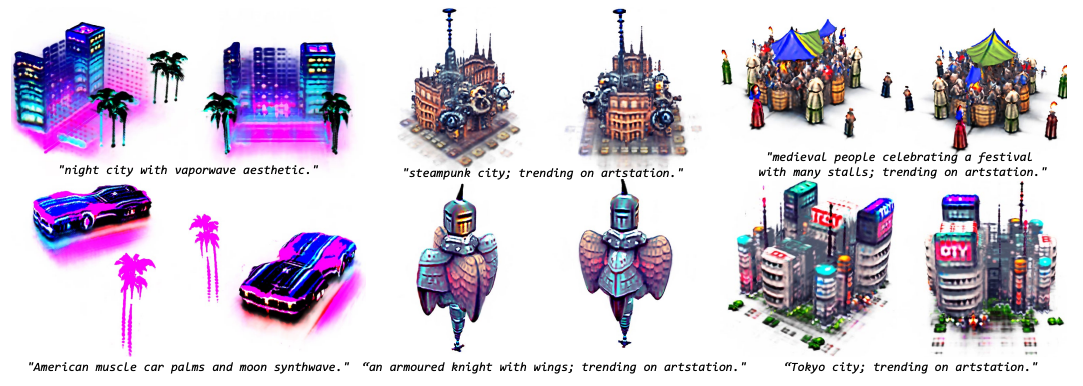 "night city with vaporwave aesthetic."
"steampunk city; trending on artstation."
"medieval people celebrating a festival
with many stalls; trending on artstation."
CTY
"American muscle car palms and moon synthwave."
“an armoured knight with wings; trending on artstation."
“Tokyo city; trending on artstation."